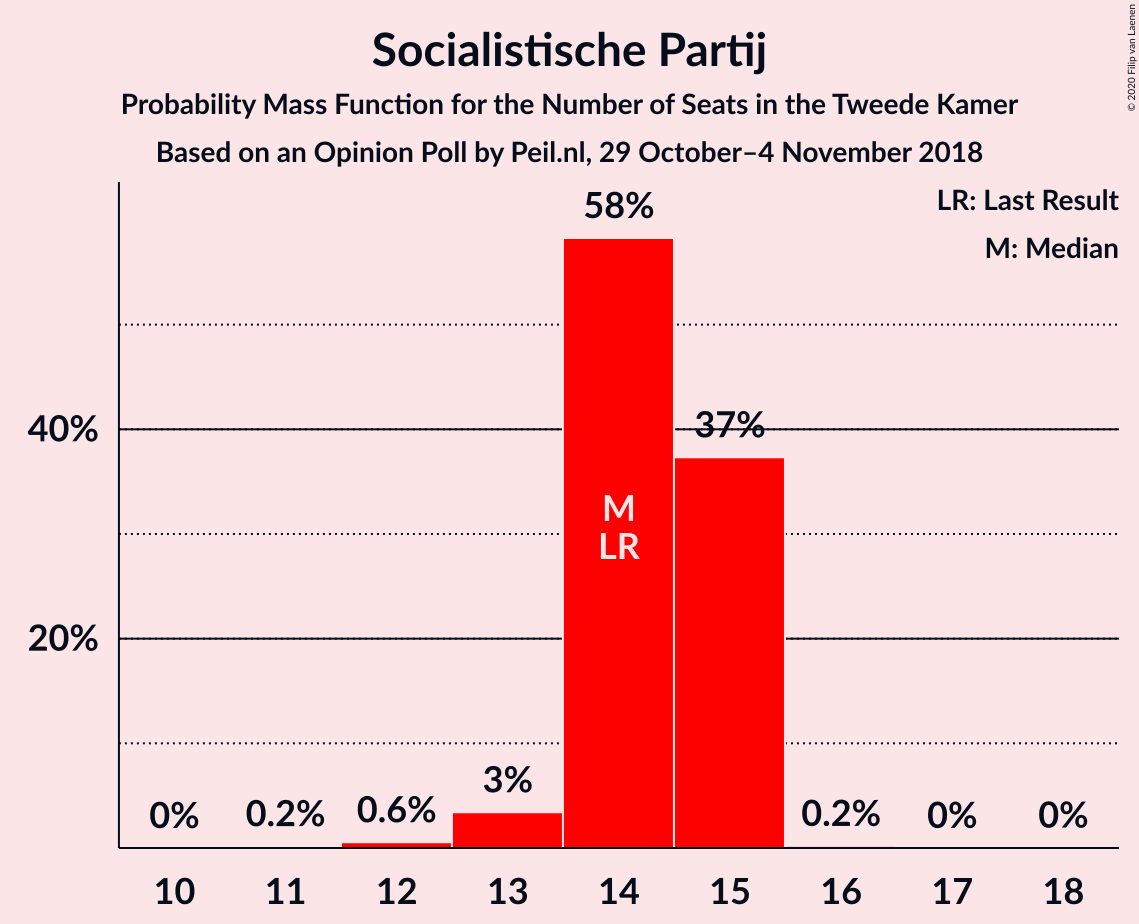 Socialistische Partij
Probability Mass Function for the Number of Seats in the Tweede Kamer
Based on an Opinion Poll by Peil.nl, 29 October–4 November 2018
© 2020 Filip van Laenen
LR: Last Result
M: Median
58%
40%
37%
M
LR
20%
3%
0%
0.2%
0.6%
0.2%
0%
0%
10 11 12 13 14 15 16 17 18